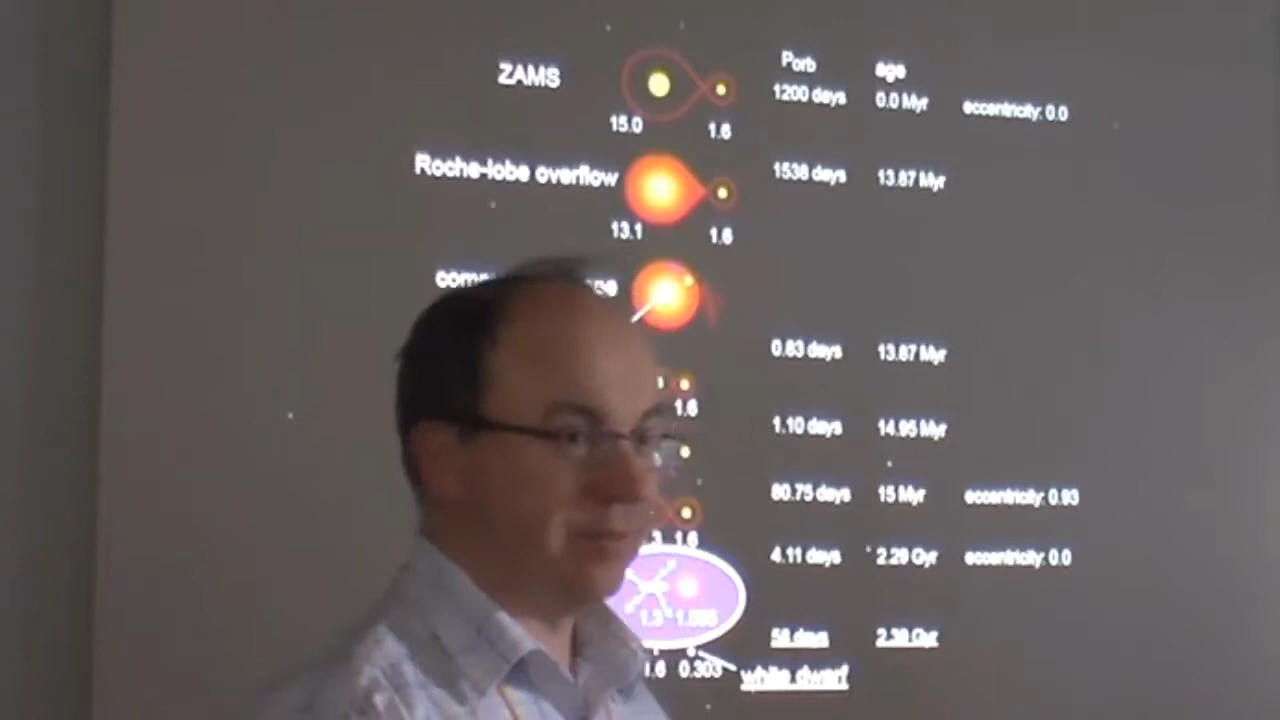 Porb age
ZAMS 1200 days 0.0 Myr eccentricity: 0.0
15.0 1.6
Roche-lobe overflow 1538 days 13.87 Myr
13.1 1.6
0.83 days 13.87 Myr
1.6
1.10 days 14.95 Myr
80.75 days 15 Myr eccentricity: 0.93
1.6
4.11 days 2.29 Gyr eccentricity: 0.0
1.3
56 days 2.39 Gyr
0.303 white dwarf